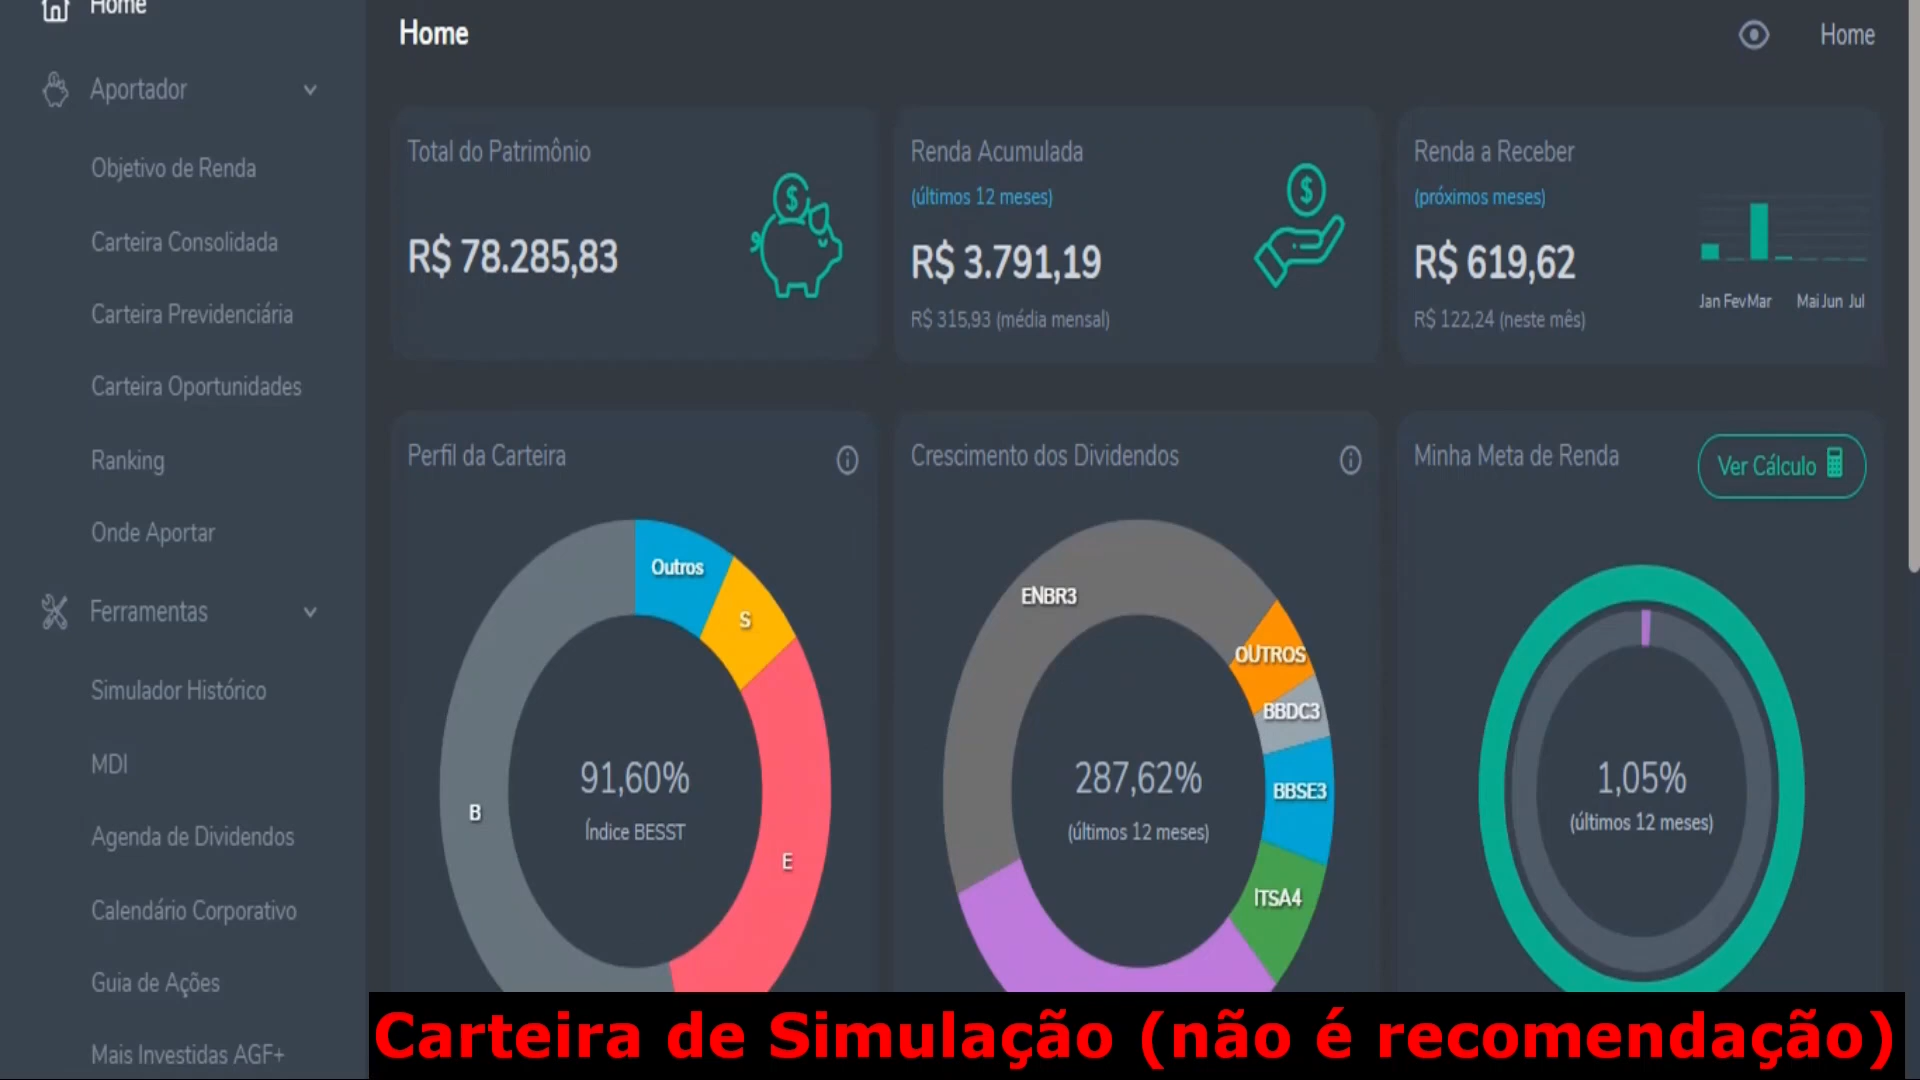 Home
Aportador
Objetivo de Renda
Carteira Consolidada
Carteira Previdenciária
Carteira Oportunidades
Ranking
Onde Aportar
Ferramentas
Simulador Histórico
MDI
Agenda de Dividendos
Calendário Corporativo
Guia de Ações
Mais Investidas AGF+
Home
Home
Total do Patrimônio
R$ 78.285,83
Renda Acumulada
(últimos 12 meses)
R$ 3.791,19
R$ 315,93 (média mensal)
Renda a Receber
(próximos meses)
R$ 619,62
R$ 122,24 (neste mês)
Jan Fev Mar Mai Jun Jul
Perfil da Carteira
Outros
S
B
E
91,60%
Índice BESST
Crescimento dos Dividendos
ENBR3
OUTROS
BBDC3
BBSE3
ITSA4
287,62%
(últimos 12 meses)
Minha Meta de Renda
Ver Cálculo
1,05%
(últimos 12 meses)
Carteira de Simulação (não é recomendação)